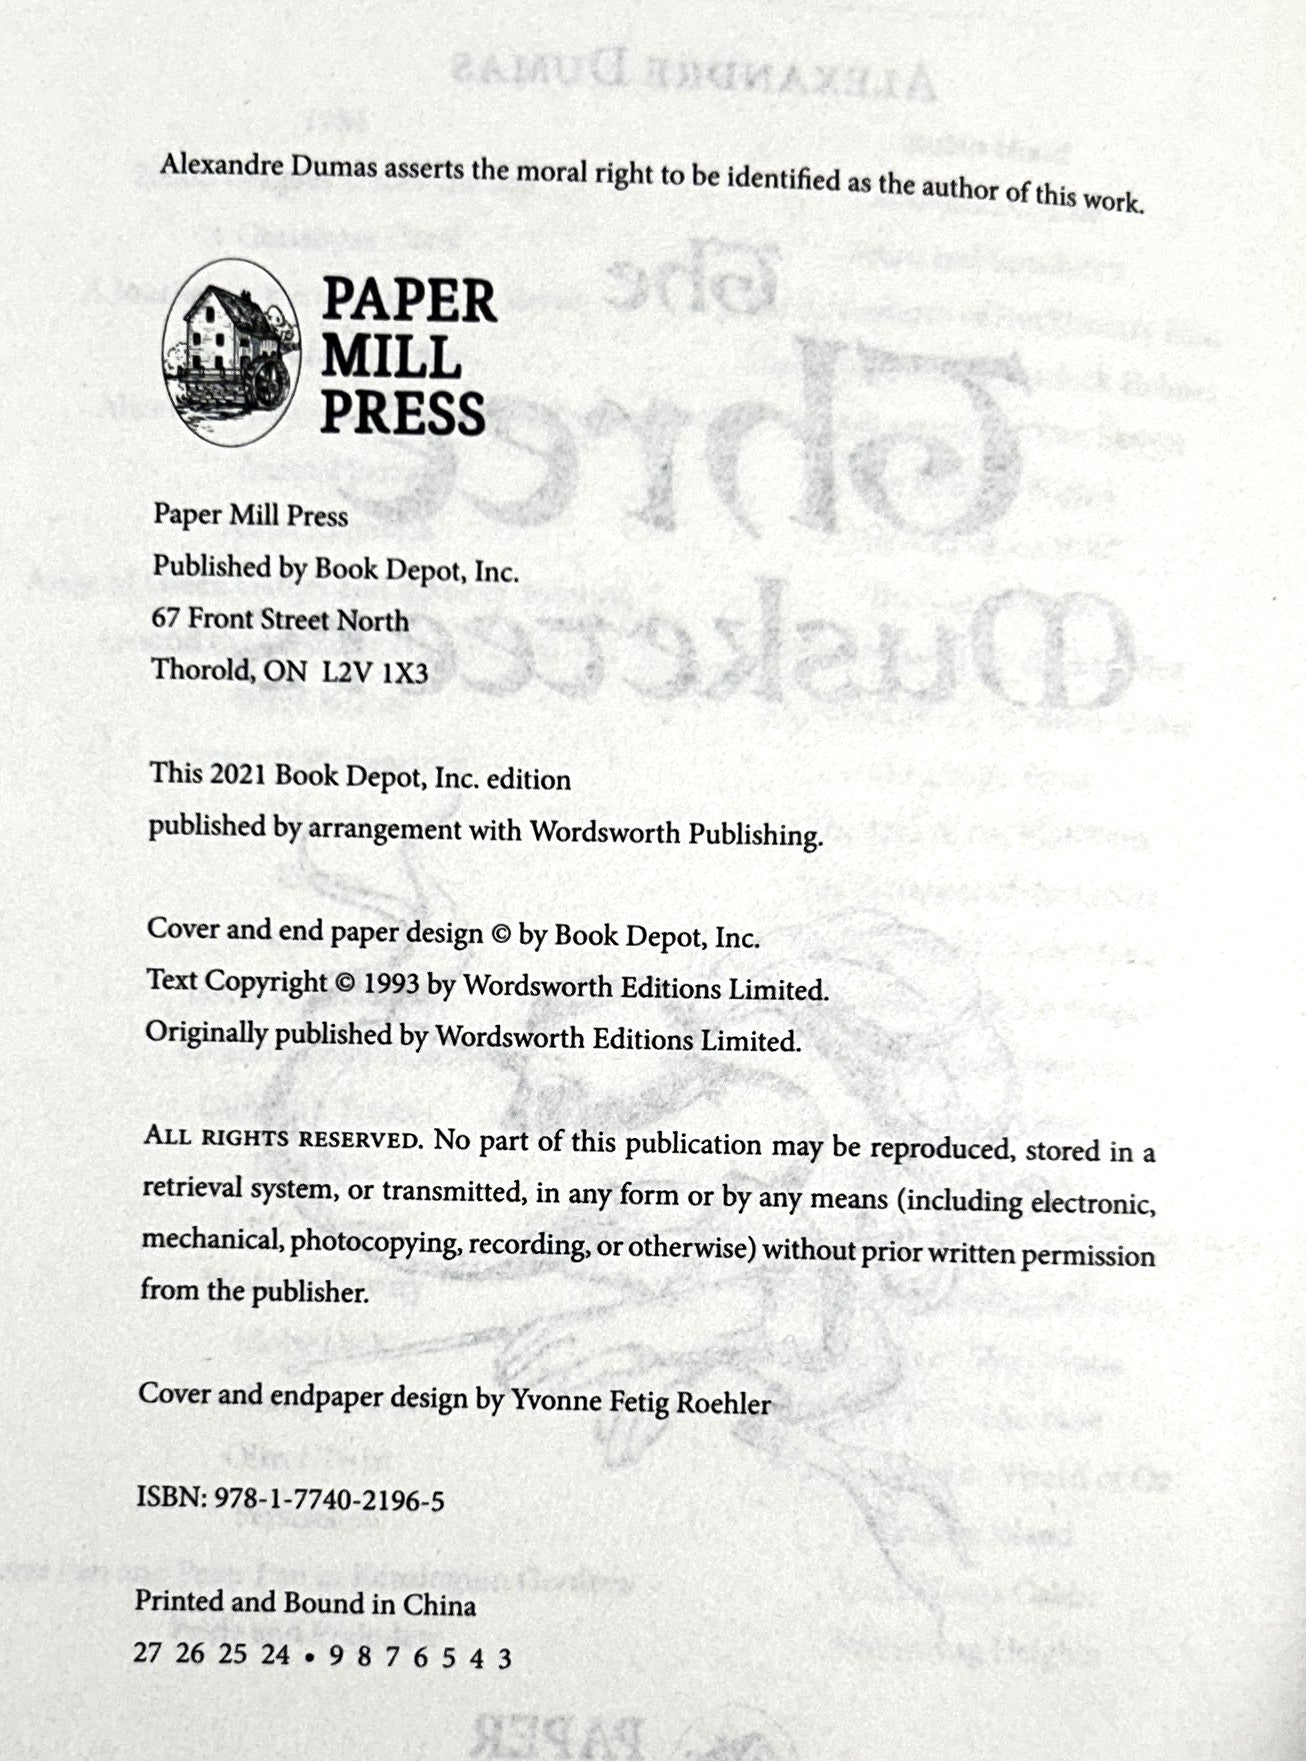 Alexandre Dumas asserts the moral right to be identified as the author of this work.
PAPER
MILL
PRESS
Paper Mill Press
Published by Book Depot, Inc.
67 Front Street North
Thorold, ON L2V 1X3
This 2021 Book Depot, Inc. edition
published by arrangement with Wordsworth Publishing.
Cover and end paper design © by Book Depot, Inc.
Text Copyright © 1993 by Wordsworth Editions Limited.
Originally published by Wordsworth Editions Limited.
ALL RIGHTS RESERVED. No part of this publication may be reproduced, stored in a
retrieval system, or transmitted, in any form or by any means (including electronic,
mechanical, photocopying, recording, or otherwise) without prior written permission
from the publisher.
Cover and endpaper design by Yvonne Fetig Roehler
ISBN: 978-1-7740-2196-5
Printed and Bound in China
27 26 25 24 • 9 8 7 6 5 4 3